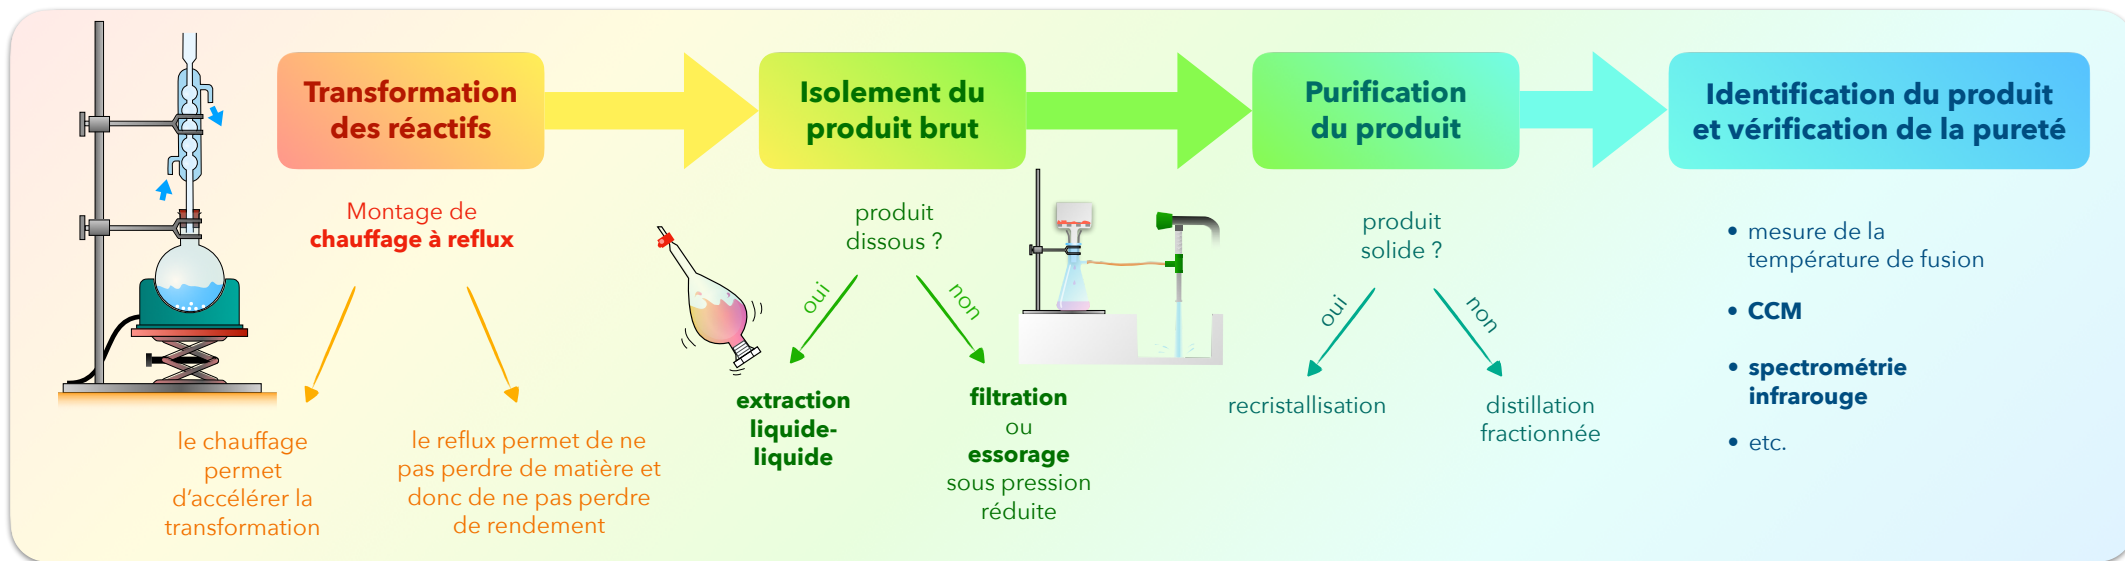 Transformation
des réactifs
Isolement du
produit brut
Purification
du produit
Identification du produit
et vérification de la pureté
Montage de
chauffage à reflux
le chauffage
permet
d’accélérer la
transformation
le reflux permet de ne
pas perdre de matière et
donc de ne pas perdre
de rendement
produit
dissous ?
oui
non
extraction
liquide-
liquide
filtration
ou
essorage
sous pression
réduite
produit
solide ?
oui
non
recristallisation
distillation
fractionnée
• mesure de la
température de fusion
• CCM
• spectrométrie
infrarouge
• etc.